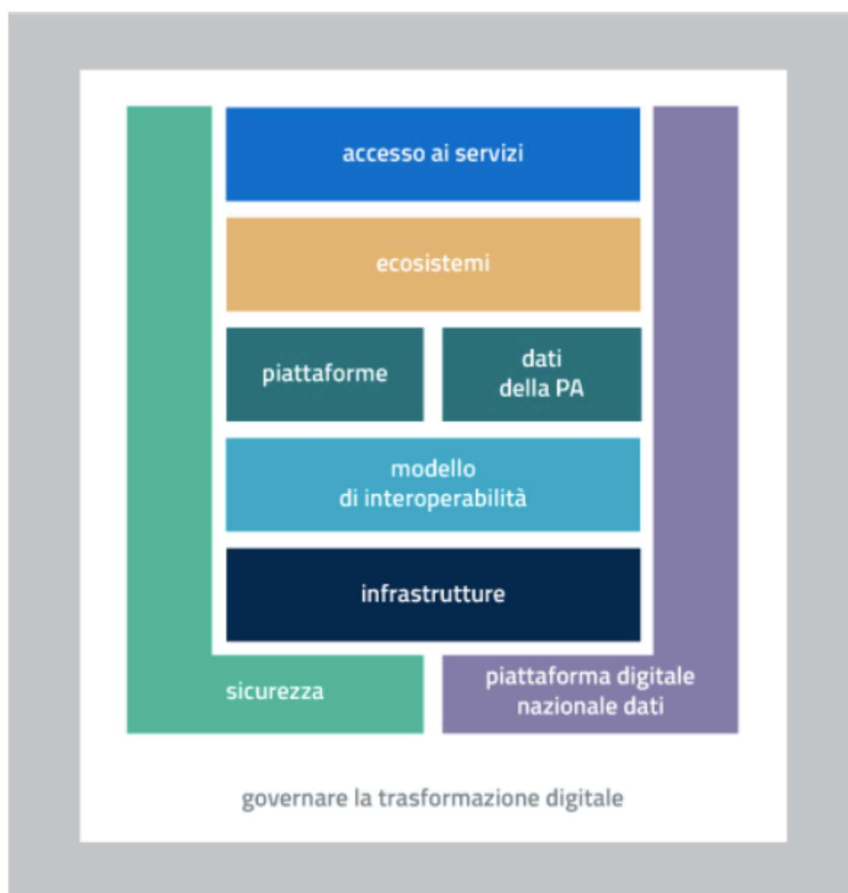 accesso ai servizi
ecosistemi
piattaforme
dati
della PA
modello
di interoperabilità
infrastrutture
sicurezza
piattaforma digitale
nazionale dati
governare la trasformazione digitale